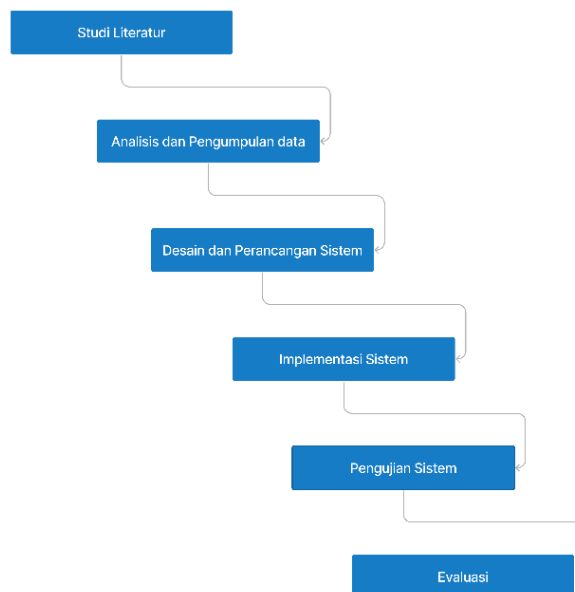 Studi Literatur
Analisis dan Pengumpulan data
Desain dan Perancangan Sistem
Implementasi Sistem
Pengujian Sistem
Evaluasi